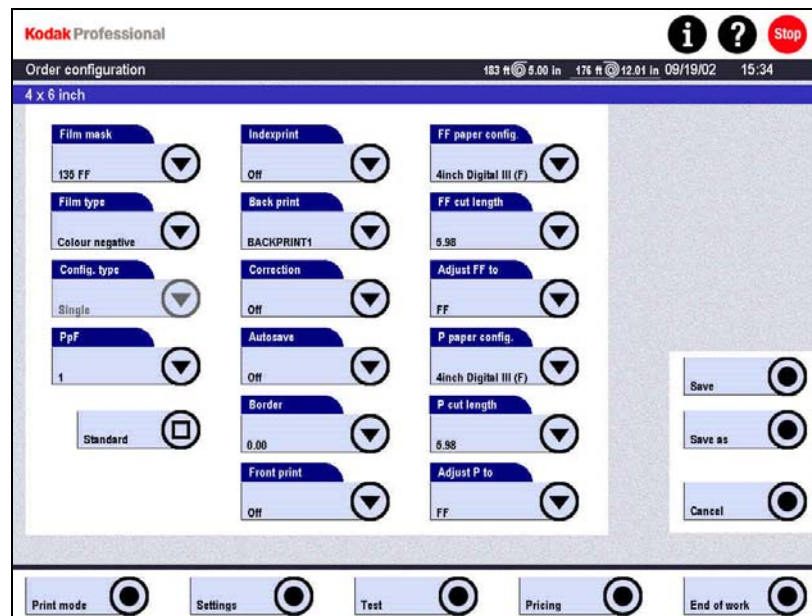 Kodak Professional
i
?
Stop
Order configuration
183 ft 5.00 in 176 ft 12.01 in 09/19/02 15:34
4 x 6 inch
Film mask
135 FF
Film type
Colour negative
Config. type
Single
PpF
1
Standard
Indexprint
Off
Back print
BACKPRINT1
Correction
Off
Autosave
Off
Border
0.00
Front print
Off
FF paper config.
4inch Digital III (F)
FF cut length
5.98
Adjust FF to
FF
P paper config.
4inch Digital III (F)
P cut length
5.98
Adjust P to
FF
Save
Save as
Cancel
Print mode
Settings
Test
Pricing
End of work